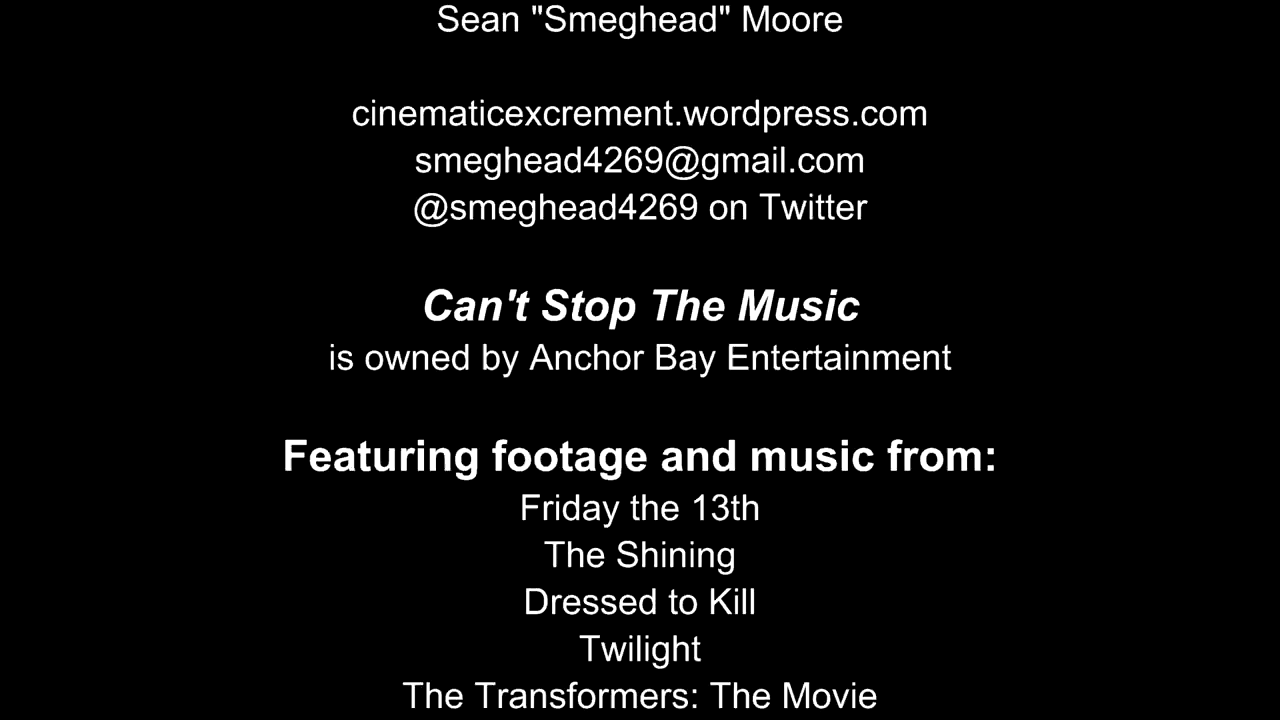 Sean "Smeghead" Moore
cinematicexcrement.wordpress.com
smeghead4269@gmail.com
@smeghead4269 on Twitter
Can't Stop The Music
is owned by Anchor Bay Entertainment
Featuring footage and music from:
Friday the 13th
The Shining
Dressed to Kill
Twilight
The Transformers: The Movie